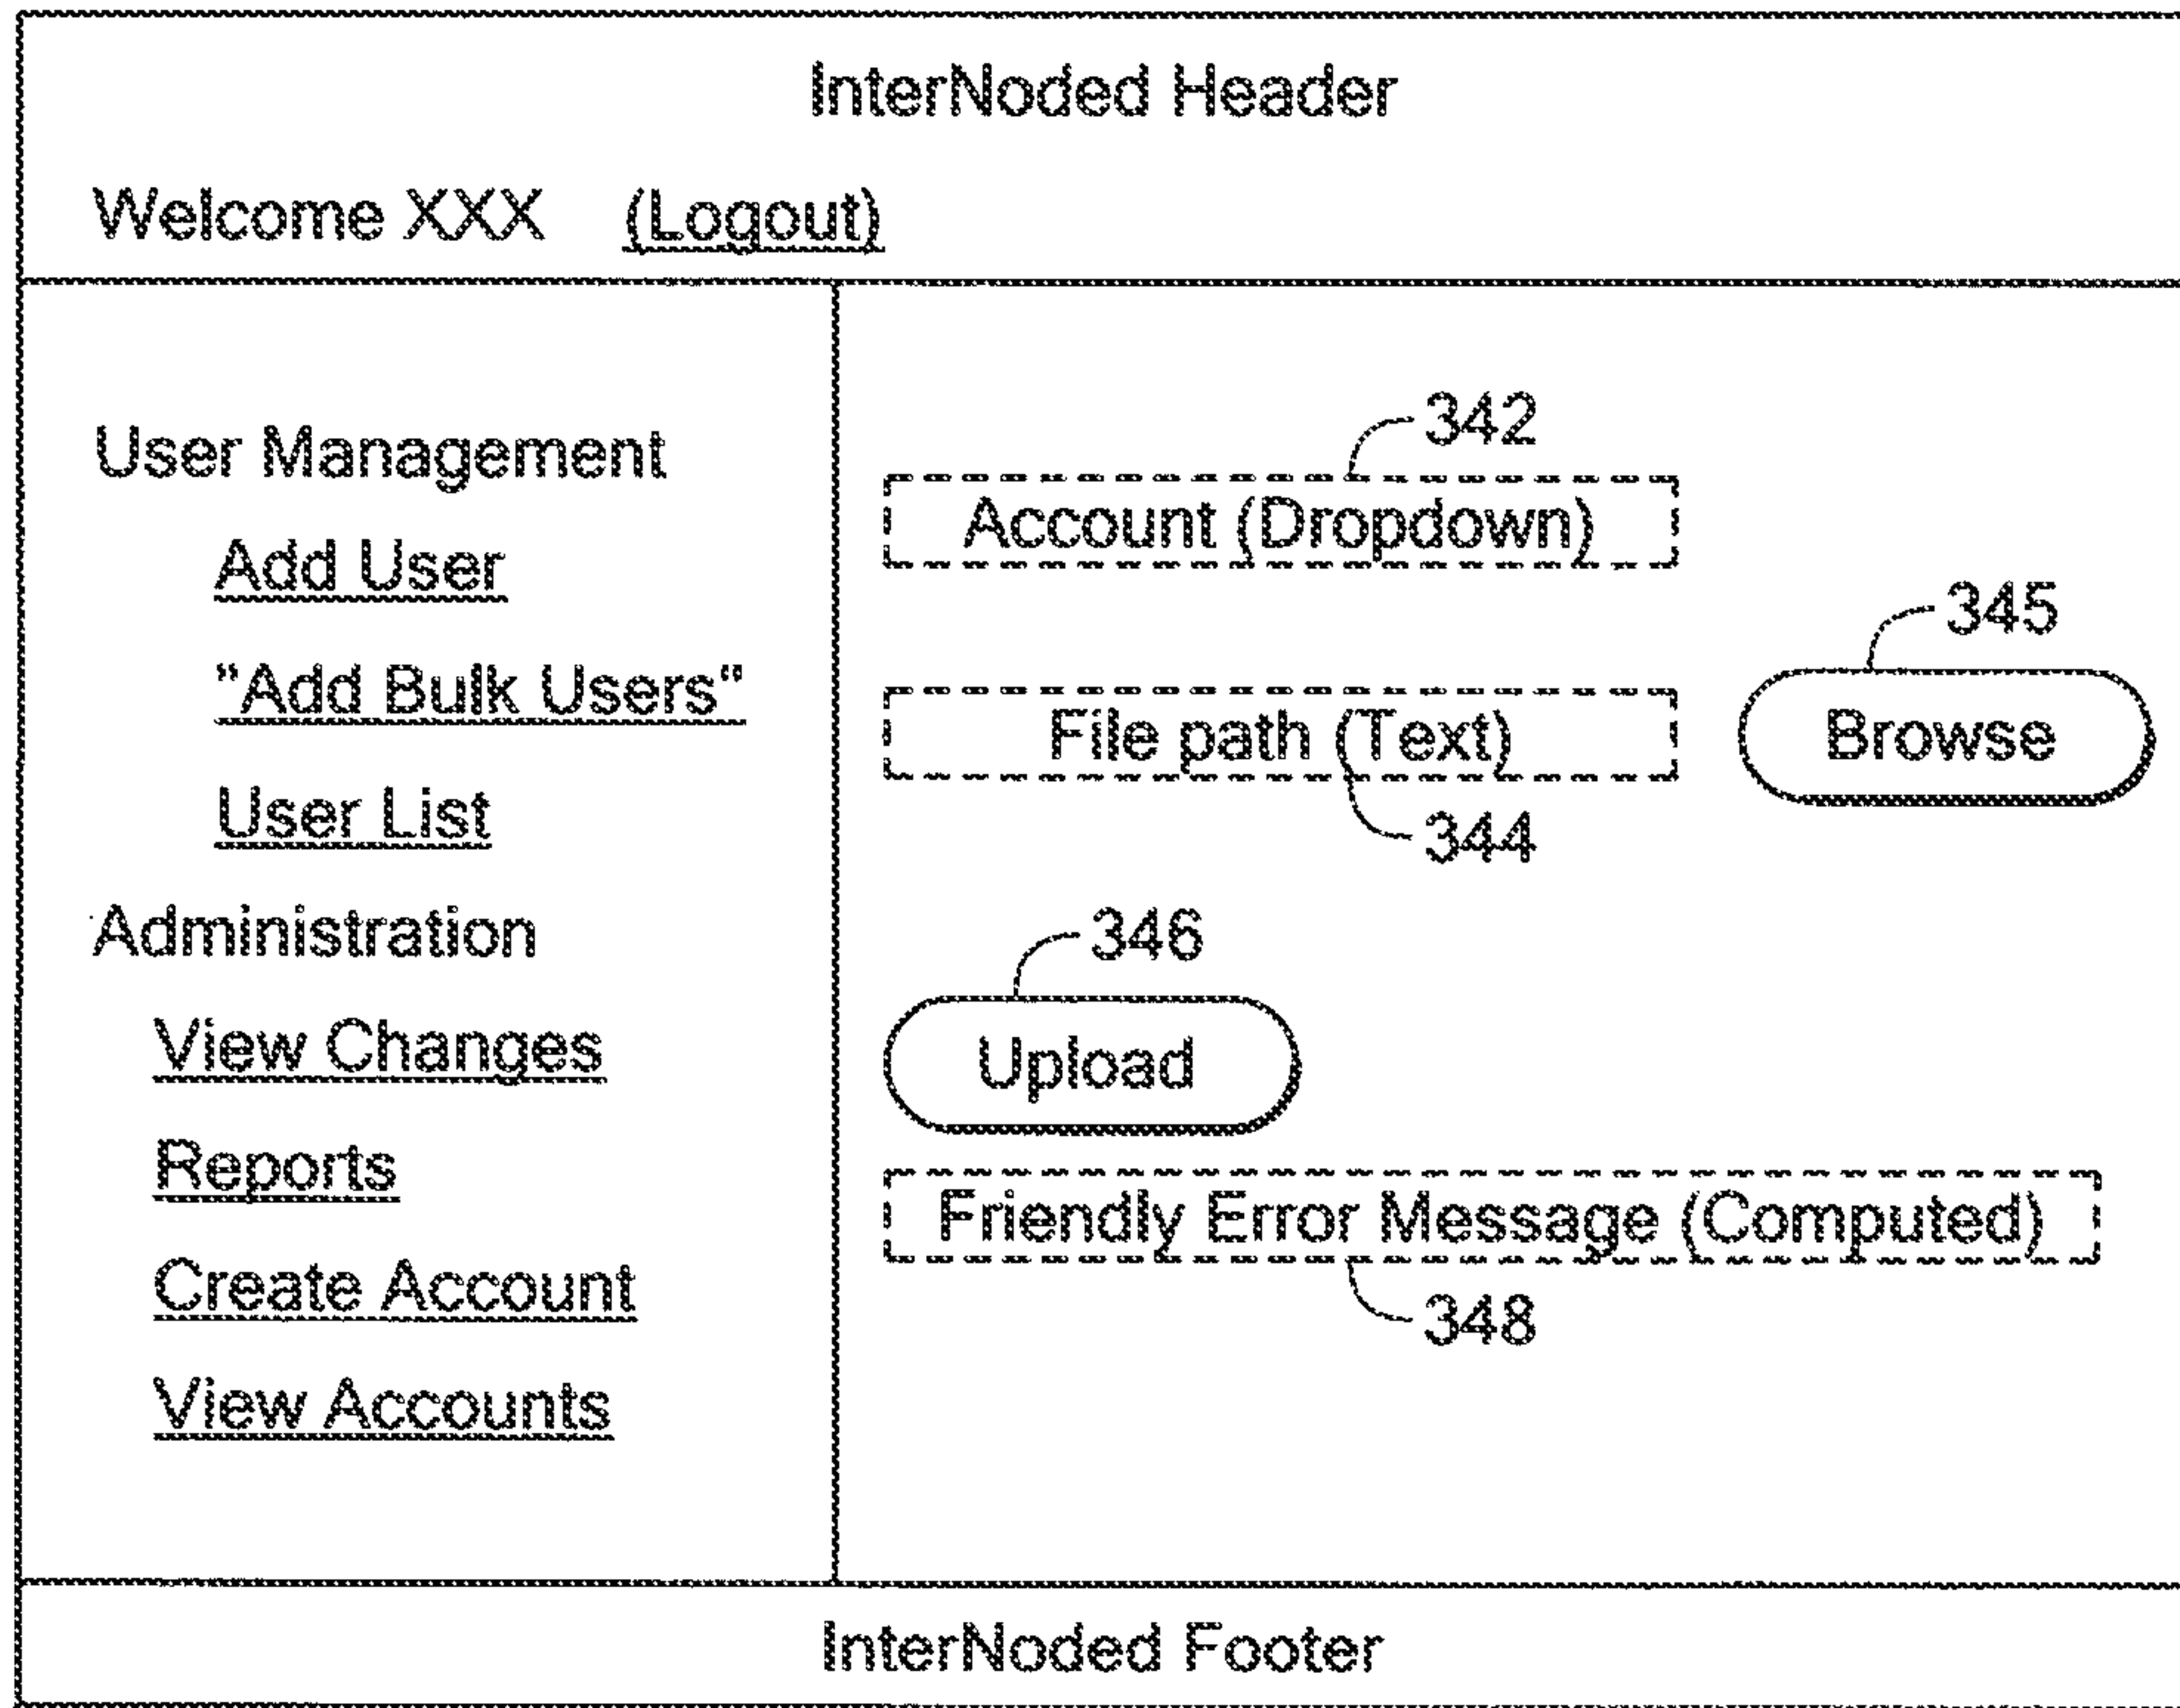 InterNoded Header
Welcome XXX (Logout)
User Management
Add User
"Add Bulk Users"
User List
Administration
View Changes
Reports
Create Account
View Accounts
342
Account (Dropdown)
345
File path (Text)
Browse
344
346
Upload
Friendly Error Message (Computed)
348
InterNoded Footer